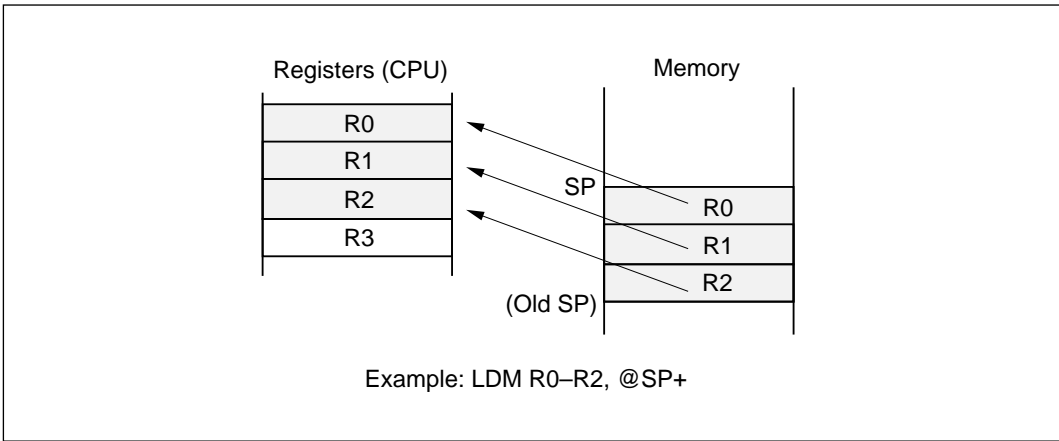 Registers (CPU)
Memory
R0
R1
R2
R3
SP
R0
R1
R2
(Old SP)
Example: LDM R0–R2, @SP+